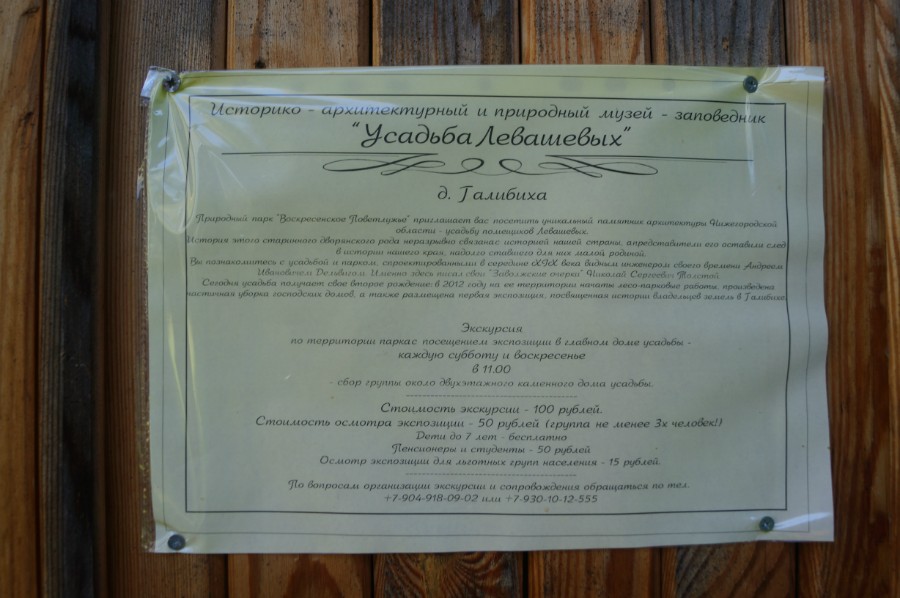 Историко - архитектурный и природный музей - заповедник
"Усадьба Левашевых"
д. Галибиха
Природный парк "Воскресенское Поветлужье" приглашает вас посетить уникальный памятник архитектуры Нижегородской
области - усадьбу помещиков Левашевых.
История этого старинного дворянского рода неразрывно связана с историей нашей страны, а представители его оставили след
в истории нашего края, надолго ставшего для них малой родиной.
Вы познакомитесь с усадьбой и парком, спроектированными в середине XIX века видным инженером своего времени Андреем
Ивановичем Дельвигом. Именно здесь писал свои "Заволжские очерки" Николай Сергеевич Толстой.
Сегодня усадьба получает свое второе рождение: в 2012 году на ее территории начаты лесо-парковые работы, произведена
частичная уборка господских домов, а также размещена первая экспозиция, посвященная истории владельцев земель в Галибихе.
Экскурсия
по территории парка с посещением экспозиции в главном доме усадьбы -
каждую субботу и воскресенье
в 11.00
- сбор группы около двухэтажного каменного дома усадьбы.
Стоимость экскурсии - 100 рублей.
Стоимость осмотра экспозиции - 50 рублей (группа не менее 3х человек!)
Дети до 7 лет - бесплатно
Пенсионеры и студенты - 50 рублей
Осмотр экспозиции для льготных групп населения - 15 рублей.
По вопросам организации экскурсии и сопровождения обращаться по тел.
+7-904-918-09-02 или +7-930-10-12-555